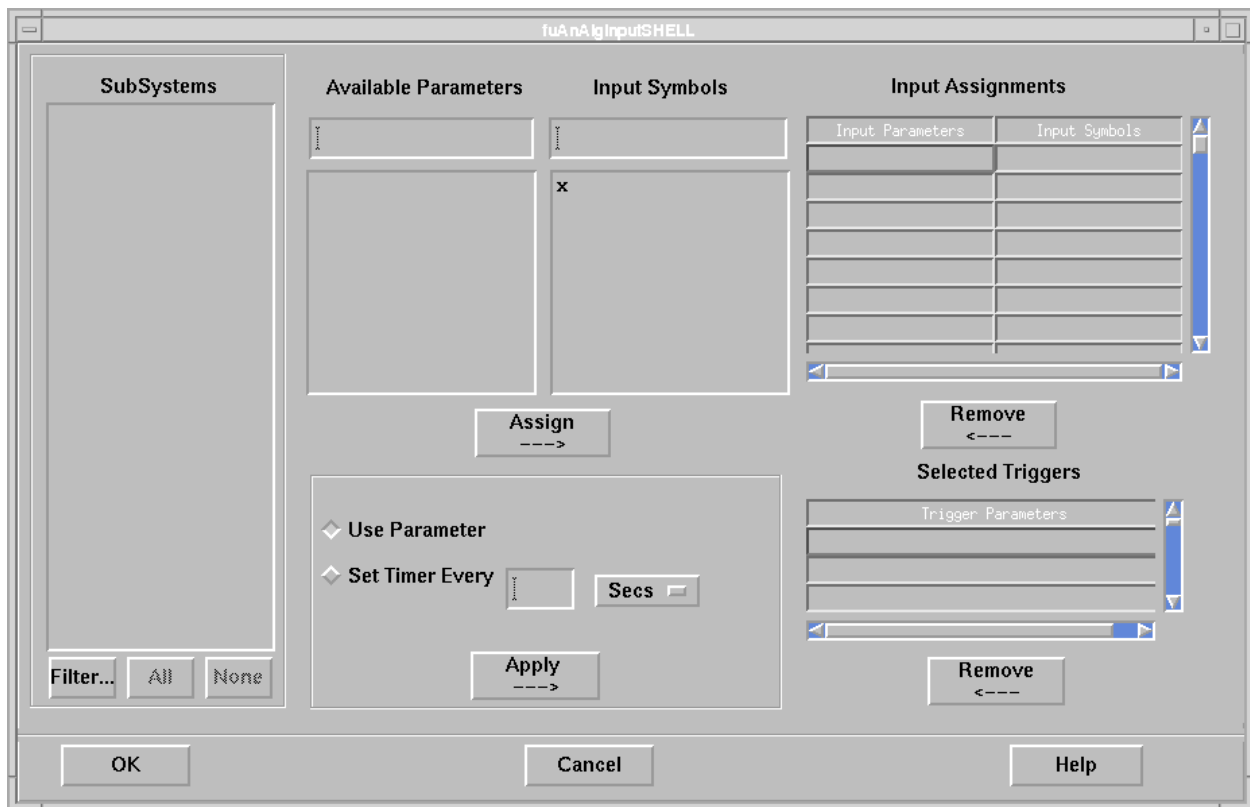 fuAnAlgInputSHELL
SubSystems
Available Parameters
Input Symbols
Input Assignments
Input Parameters
Input Symbols
x
Assign
--->
Remove
<---
Selected Triggers
Trigger Parameters
Use Parameter
Set Timer Every
Secs
Apply
--->
Remove
<---
Filter...
All
None
OK
Cancel
Help